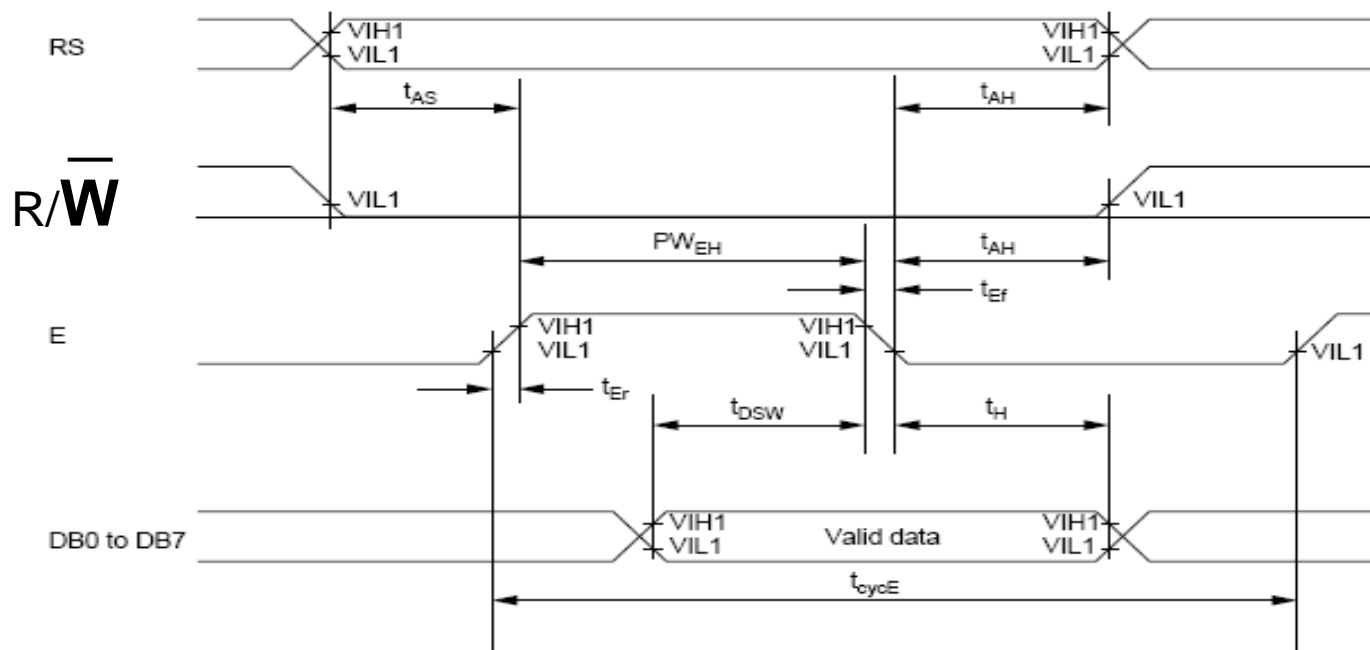 RS
VIH1
VIL1
VIH1
VIL1
tAS
tAH
R/W̅
VIL1
VIL1
PWEH
tAH
tEf
E
VIH1
VIL1
VIH1
VIL1
VIL1
tEr
tDSW
tH
DB0 to DB7
VIH1
VIL1
Valid data
VIH1
VIL1
tcycE